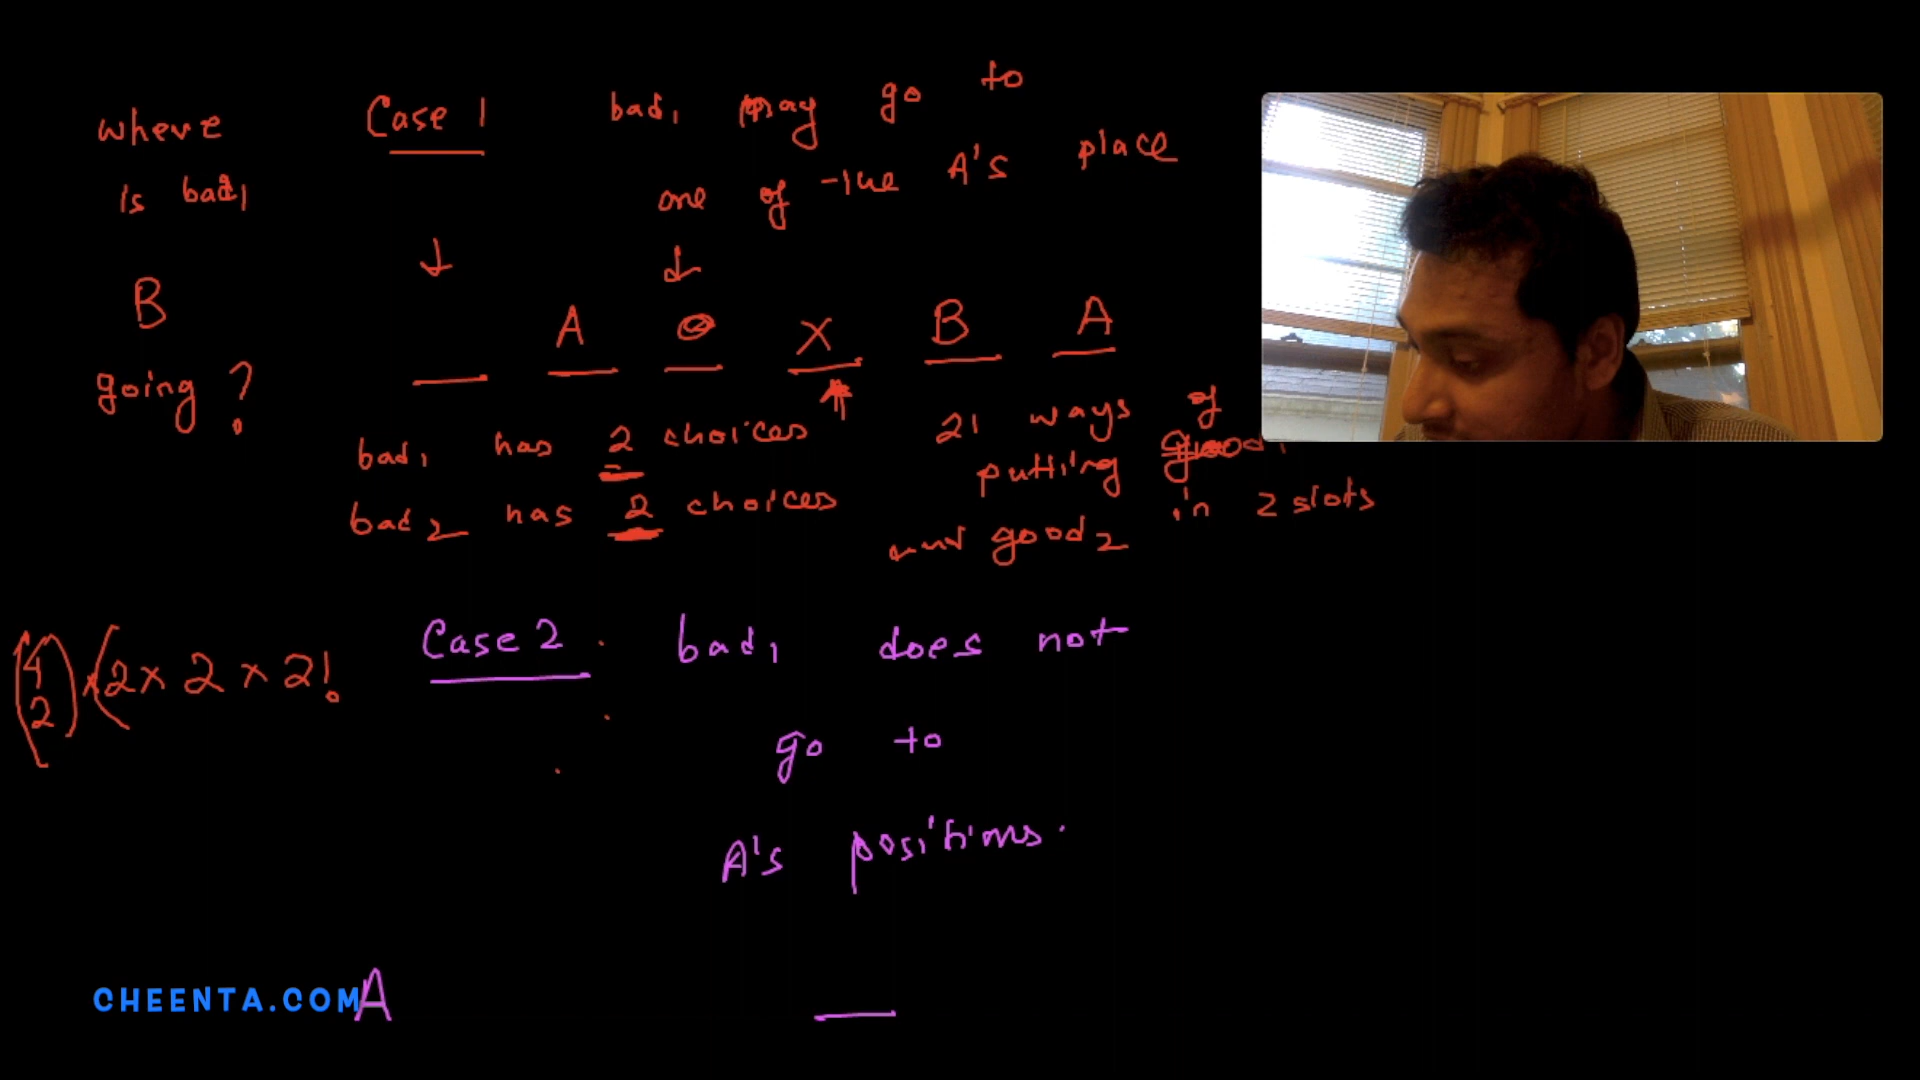 where
is bad1
B
going?
Case 1 bad1 may go to
one of the A's place
A X B A
bad1 has 2 choices
bad2 has 2 choices
2! ways of
putting good1
and good2 in 2 slots
(4 2) × (2 × 2 × 2!
Case 2. bad1 does not
go to
A's positions.
CHEENTA.COM
A